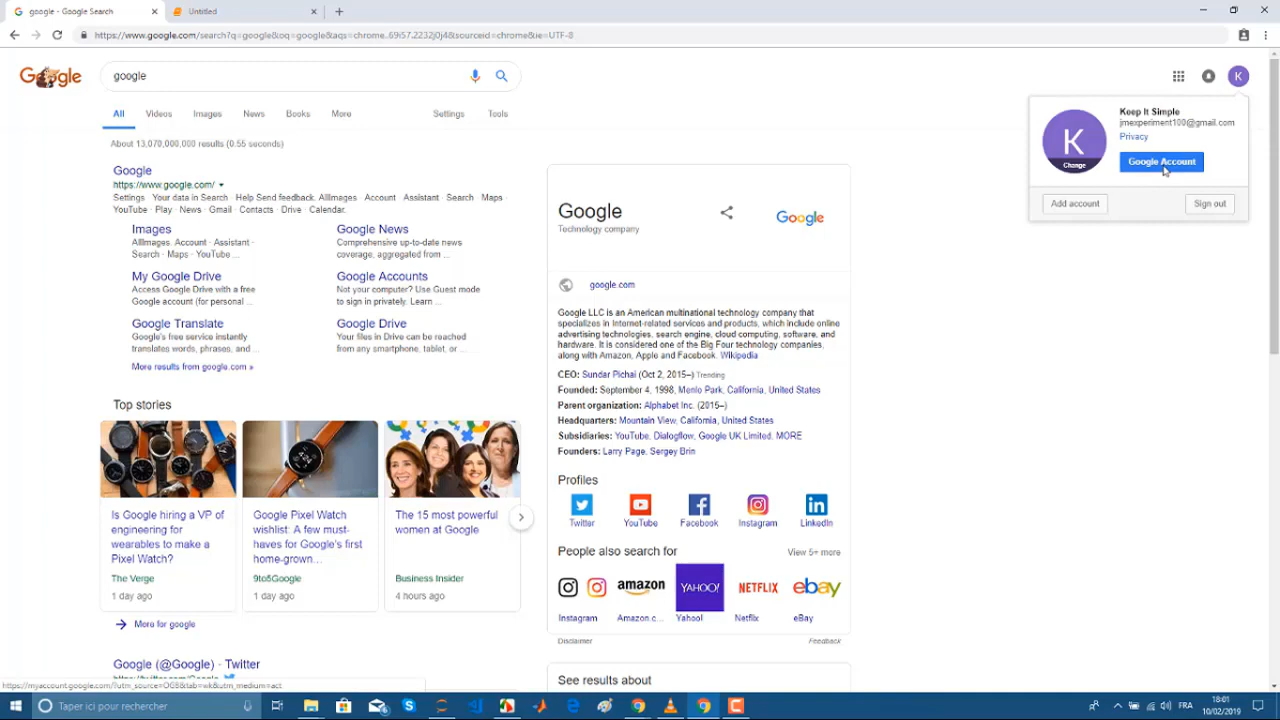 google - Google Search
Untitled
https://www.google.com/search?q=google&oq=google&aqs=chrome..69i57.2232j0j4&sourceid=chrome&ie=UTF-8
Google
google
K
All
Videos
Images
News
Books
More
Settings
Tools
About 13,070,000,000 results (0.55 seconds)
Keep It Simple
jmexperiment100@gmail.com
Privacy
K
Change
Google Account
Add account
Sign out
Google
https://www.google.com/
Settings · Your data in Search · Help Send feedback. AllImages · Account · Assistant · Search · Maps ·
YouTube · Play · News · Gmail · Contacts · Drive · Calendar.
Images
AllImages. Account · Assistant ·
Search · Maps · YouTube ...
Google News
Comprehensive up-to-date news
coverage, aggregated from ...
My Google Drive
Access Google Drive with a free
Google account (for personal ...
Google Accounts
Not your computer? Use Guest mode
to sign in privately. Learn ...
Google Translate
Google's free service instantly
translates words, phrases, and ...
Google Drive
Your files in Drive can be reached
from any smartphone, tablet, or ...
More results from google.com »
Top stories
Is Google hiring a VP of
engineering for
wearables to make a
Pixel Watch?
The Verge
1 day ago
Google Pixel Watch
wishlist: A few must-
haves for Google's first
home-grown...
9to5Google
1 day ago
The 15 most powerful
women at Google
Business Insider
4 hours ago
More for google
Google (@Google) · Twitter
https://twitter.com/Google
Google
Technology company
Google
google.com
Google LLC is an American multinational technology company that
specializes in Internet-related services and products, which include online
advertising technologies, search engine, cloud computing, software, and
hardware. It is considered one of the Big Four technology companies,
along with Amazon, Apple and Facebook. Wikipedia
CEO: Sundar Pichai (Oct 2, 2015–) Trending
Founded: September 4, 1998, Menlo Park, California, United States
Parent organization: Alphabet Inc. (2015–)
Headquarters: Mountain View, California, United States
Subsidiaries: YouTube, Dialogflow, Google UK Limited, MORE
Founders: Larry Page, Sergey Brin
Profiles
Twitter
YouTube
Facebook
Instagram
LinkedIn
People also search for
View 5+ more
amazon
YAHOO!
NETFLIX
ebay
Instagram
Amazon c...
Yahoo!
Netflix
eBay
Disclaimer
Feedback
See results about
https://myaccount.google.com/?utm_source=OGB&tab=wk&utm_medium=act
Taper ici pour rechercher
FRA
18:01
10/02/2019